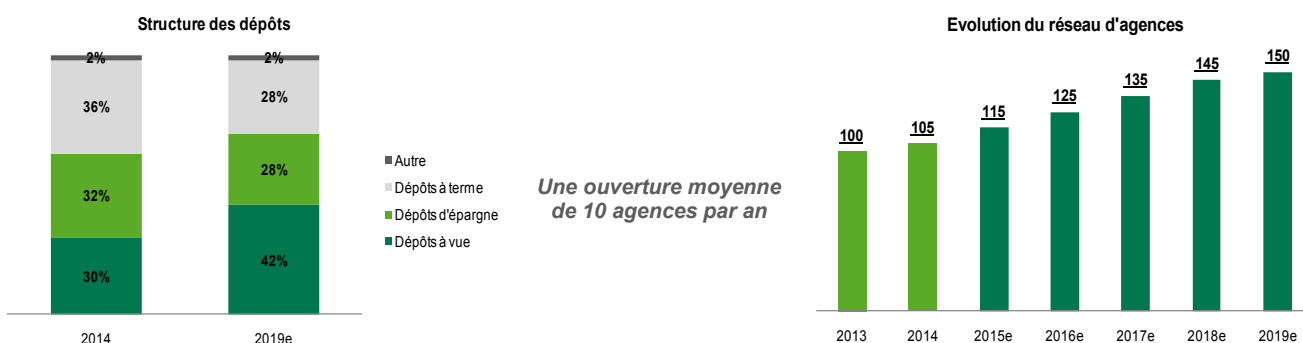 Structure des dépôts
2% 2%
36% 28%
32% 28%
30% 42%
2014 2019e
Autre
Dépôts à terme
Dépôts d'épargne
Dépôts à vue
Une ouverture moyenne
de 10 agences par an
Evolution du réseau d'agences
100 105 115 125 135 145 150
2013 2014 2015e 2016e 2017e 2018e 2019e